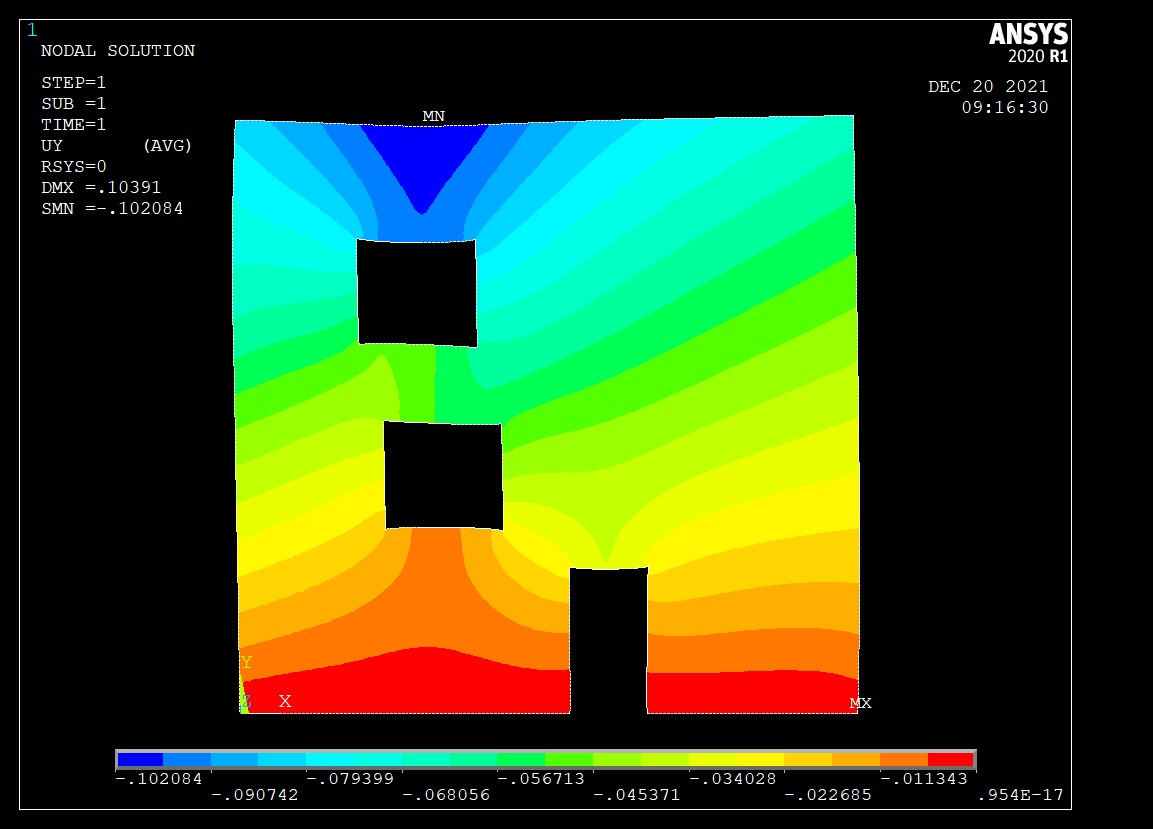 1
NODAL SOLUTION
STEP=1
SUB =1
TIME=1
UY (AVG)
RSYS=0
DMX =.10391
SMN =-.102084
ANSYS
2020 R1
DEC 20 2021
09:16:30
MN
Y
Z X
MX
-.102084 -.079399 -.056713 -.034028 -.011343
-.090742 -.068056 -.045371 -.022685 .954E-17